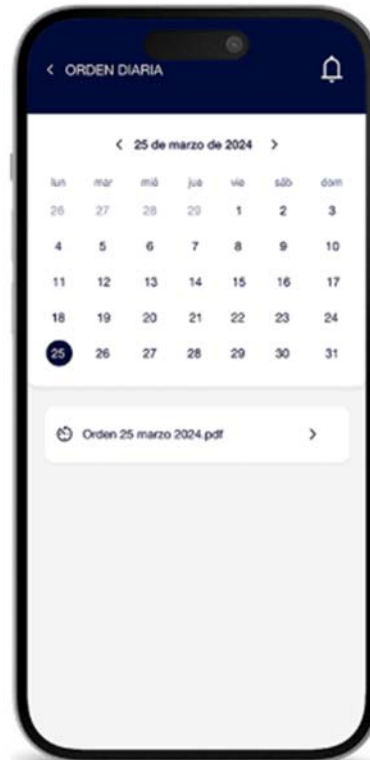 ORDEN DIARIA
25 de marzo de 2024
lun mar mié jue vie sáb dom
26 27 28 29 1 2 3
4 5 6 7 8 9 10
11 12 13 14 15 16 17
18 19 20 21 22 23 24
25 26 27 28 29 30 31
Orden 25 marzo 2024.pdf